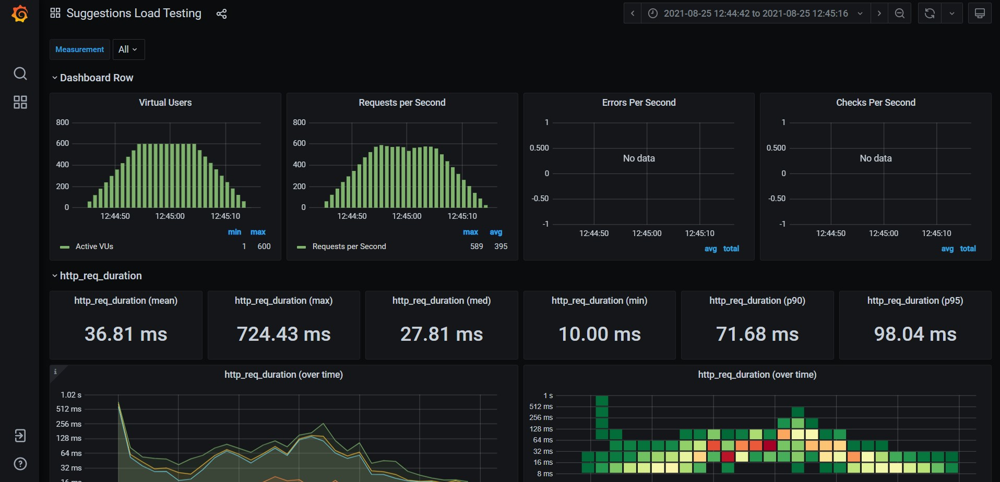 Suggestions Load Testing
2021-08-25 12:44:42 to 2021-08-25 12:45:16
Measurement
All
Dashboard Row
Virtual Users
800
600
400
200
0
12:44:50 12:45:00 12:45:10
min max
Active VUs 1 600
Requests per Second
800
600
400
200
0
12:44:50 12:45:00 12:45:10
max avg
Requests per Second 589 395
Errors Per Second
1
0.500
0
-0.50
-1
No data
12:44:50 12:45:00 12:45:10
avg total
Checks Per Second
1
0.500
0
-0.50
-1
No data
12:44:50 12:45:00 12:45:10
avg total
http_req_duration
http_req_duration (mean)
36.81 ms
http_req_duration (max)
724.43 ms
http_req_duration (med)
27.81 ms
http_req_duration (min)
10.00 ms
http_req_duration (p90)
71.68 ms
http_req_duration (p95)
98.04 ms
i
http_req_duration (over time)
1.02 s
512 ms
256 ms
128 ms
64 ms
32 ms
16 ms
http_req_duration (over time)
1 s
512 ms
256 ms
128 ms
64 ms
32 ms
16 ms
8 ms